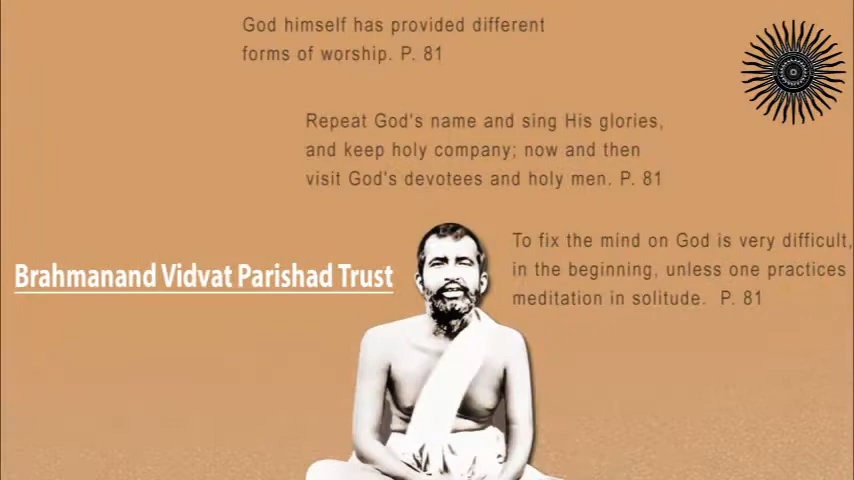 God himself has provided different
forms of worship. P. 81
Repeat God's name and sing His glories,
and keep holy company; now and then
visit God's devotees and holy men. P. 81
To fix the mind on God is very difficult,
in the beginning, unless one practices
meditation in solitude. P. 81
Brahmanand Vidvat Parishad Trust